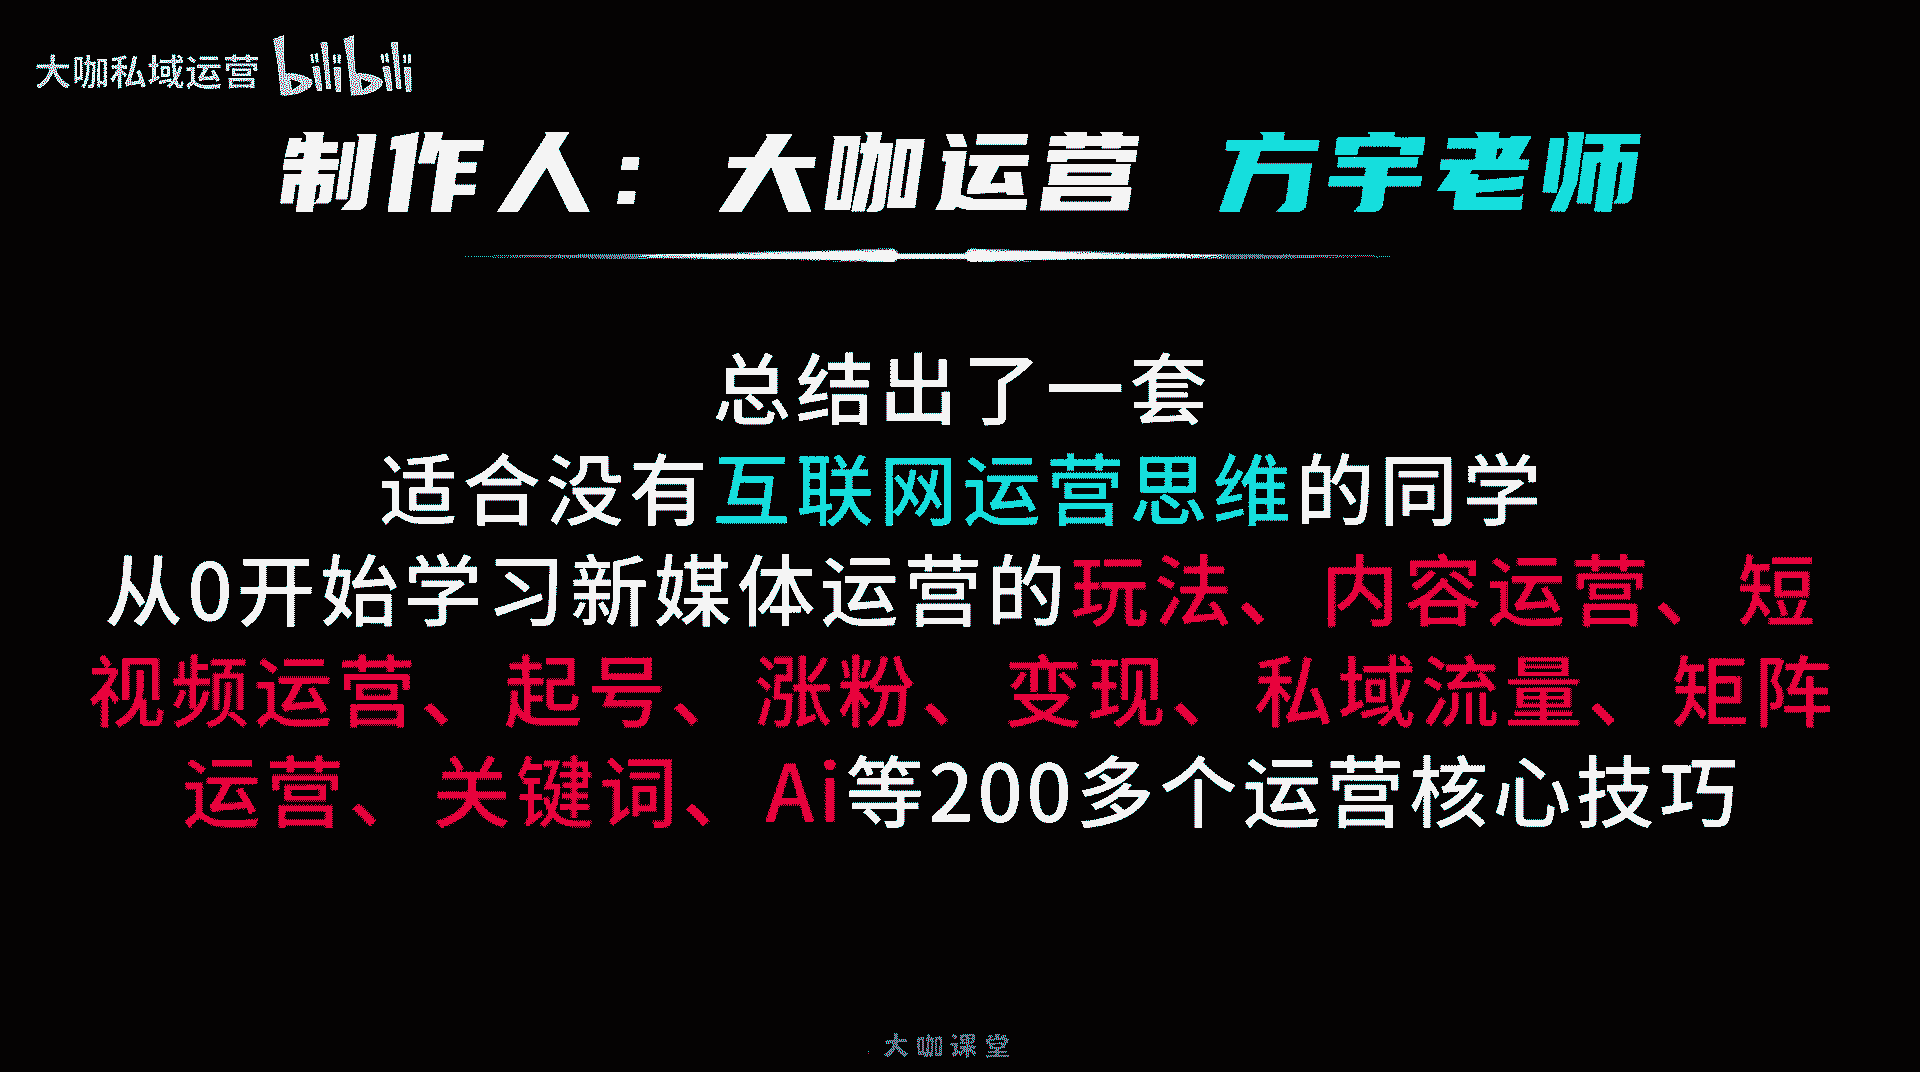 大咖私域运营 bilibili
制作人：大咖运营 方宇老师
总结出了一套
适合没有互联网运营思维的同学
从0开始学习新媒体运营的玩法、内容运营、短
视频运营、起号、涨粉、变现、私域流量、矩阵
运营、关键词、Ai等200多个运营核心技巧
大咖课堂